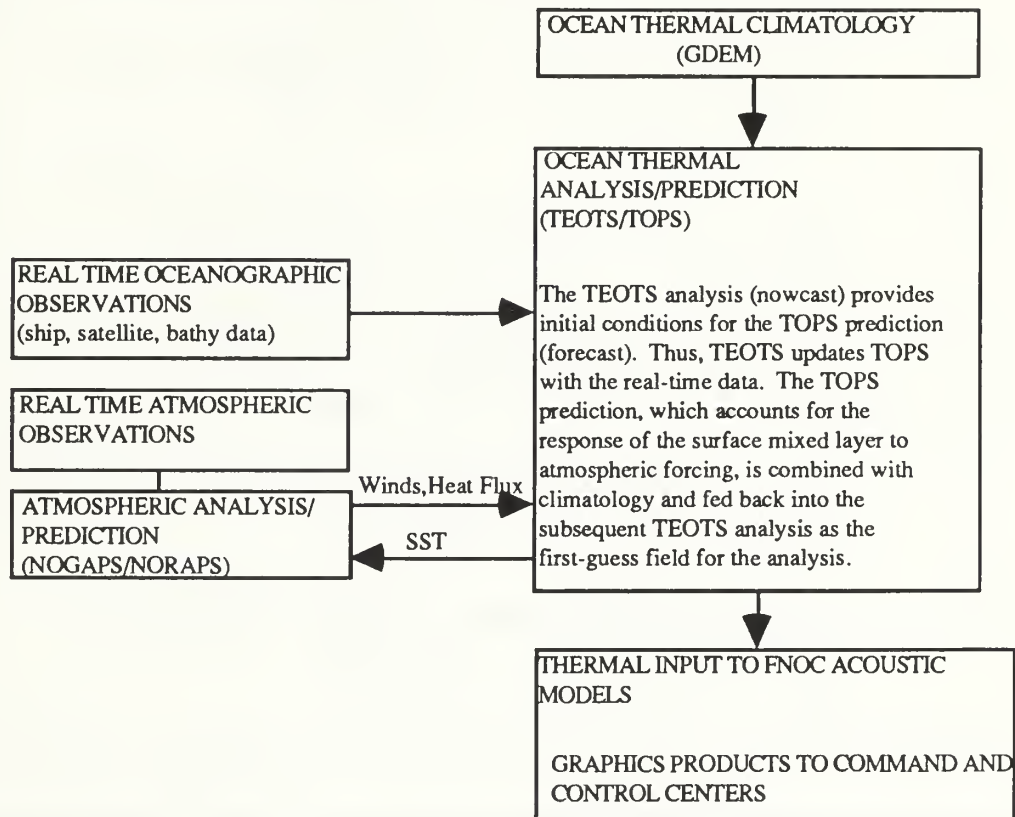 OCEAN THERMAL CLIMATOLOGY
(GDEM)
OCEAN THERMAL
ANALYSIS/PREDICTION
(TEOTS/TOPS)
REAL TIME OCEANOGRAPHIC
OBSERVATIONS
(ship, satellite, bathy data)
The TEOTS analysis (nowcast) provides
initial conditions for the TOPS prediction
(forecast). Thus, TEOTS updates TOPS
with the real-time data. The TOPS
prediction, which accounts for the
response of the surface mixed layer to
atmospheric forcing, is combined with
climatology and fed back into the
subsequent TEOTS analysis as the
first-guess field for the analysis.
REAL TIME ATMOSPHERIC
OBSERVATIONS
Winds,Heat Flux
ATMOSPHERIC ANALYSIS/
PREDICTION
(NOGAPS/NORAPS)
SST
THERMAL INPUT TO FNOC ACOUSTIC
MODELS
GRAPHICS PRODUCTS TO COMMAND AND
CONTROL CENTERS